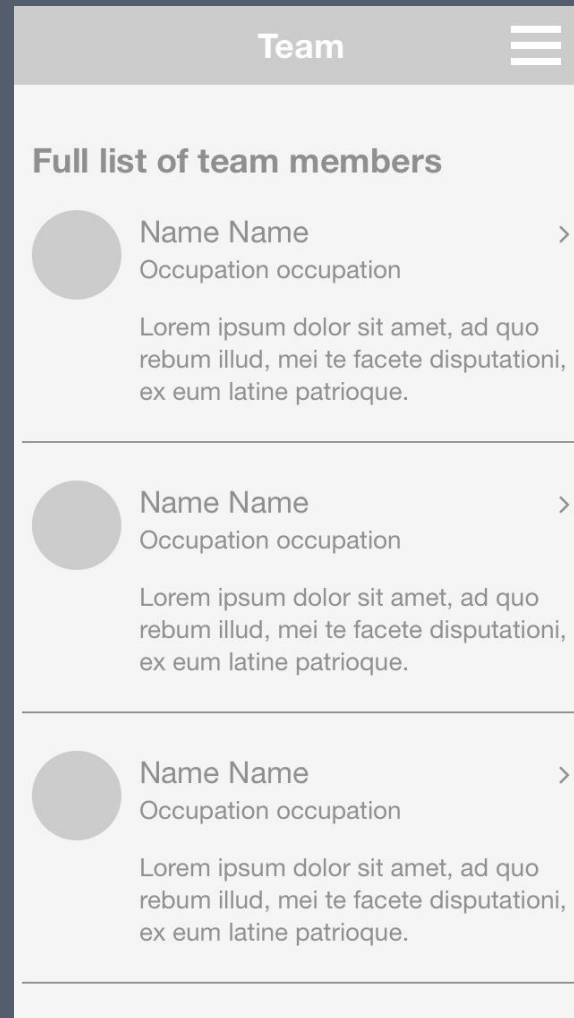 Team
Full list of team members
Name Name
Occupation occupation
Lorem ipsum dolor sit amet, ad quo
rebum illud, mei te facete disputationi,
ex eum latine patrioque.
Name Name
Occupation occupation
Lorem ipsum dolor sit amet, ad quo
rebum illud, mei te facete disputationi,
ex eum latine patrioque.
Name Name
Occupation occupation
Lorem ipsum dolor sit amet, ad quo
rebum illud, mei te facete disputationi,
ex eum latine patrioque.